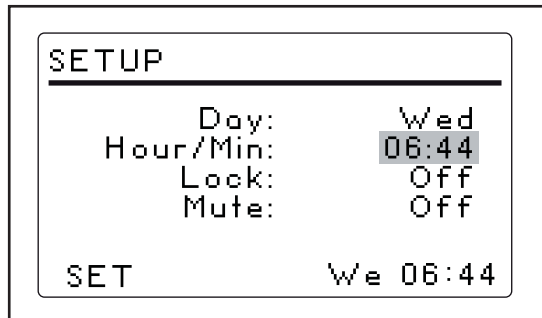 SETUP
Day: Wed
Hour/Min: 06:44
Lock: Off
Mute: Off
SET We 06:44